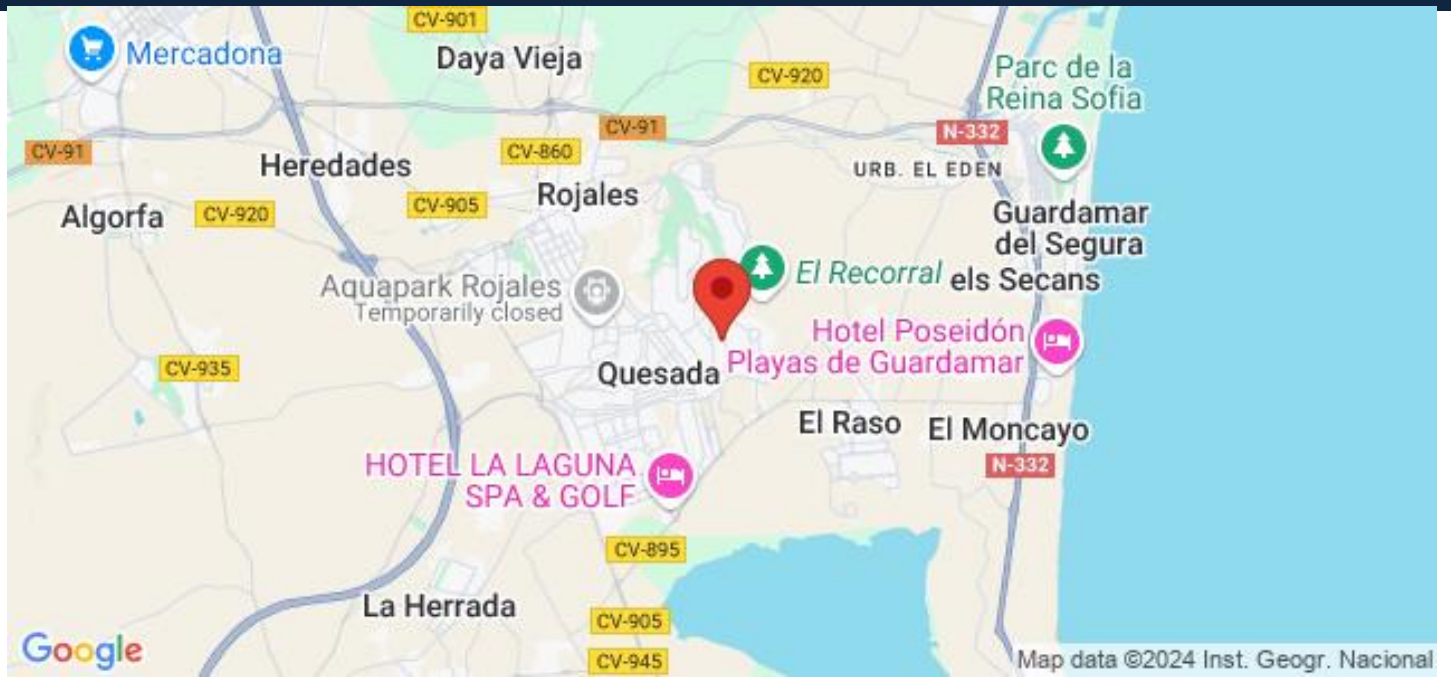 CV-901
Mercadona
Daya Vieja
CV-920
Parc de la
Reina Sofia
CV-91
N-332
CV-91
CV-860
Heredades
URB. EL EDEN
Rojales
CV-905
Algorfa
CV-920
Guardamar
del Segura
Aquapark Rojales
Temporarily closed
El Recorral
els Secans
Hotel Poseidón
Playas de Guardamar
CV-935
Quesada
El Raso
El Moncayo
HOTEL LA LAGUNA
SPA & GOLF
N-332
CV-895
La Herrada
CV-905
CV-945
Google
Map data ©2024 Inst. Geogr. Nacional